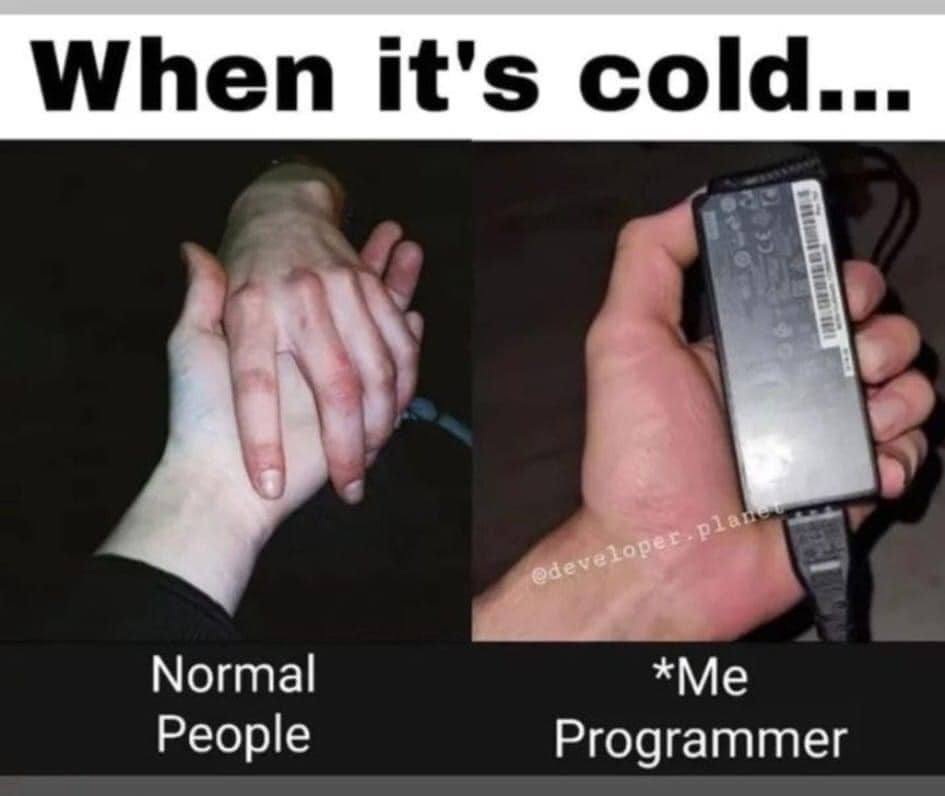 When it's cold...
@developer.planet
Normal
People
*Me
Programmer